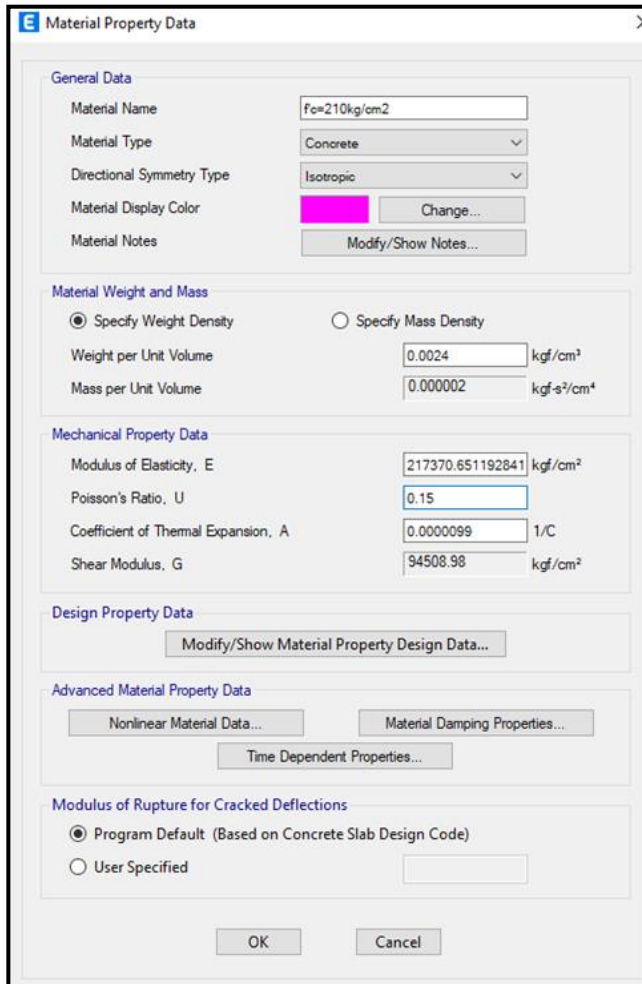 E Material Property Data
General Data
Material Name f'c=210kg/cm2
Material Type Concrete
Directional Symmetry Type Isotropic
Material Display Color Change...
Material Notes Modify/Show Notes...
Material Weight and Mass
Specify Weight Density Specify Mass Density
Weight per Unit Volume 0.0024 kgf/cm³
Mass per Unit Volume 0.000002 kgf-s²/cm⁴
Mechanical Property Data
Modulus of Elasticity, E 217370.651192841 kgf/cm²
Poisson's Ratio, U 0.15
Coefficient of Thermal Expansion, A 0.0000099 1/C
Shear Modulus, G 94508.98 kgf/cm²
Design Property Data
Modify/Show Material Property Design Data...
Advanced Material Property Data
Nonlinear Material Data... Material Damping Properties...
Time Dependent Properties...
Modulus of Rupture for Cracked Deflections
Program Default (Based on Concrete Slab Design Code)
User Specified
OK Cancel